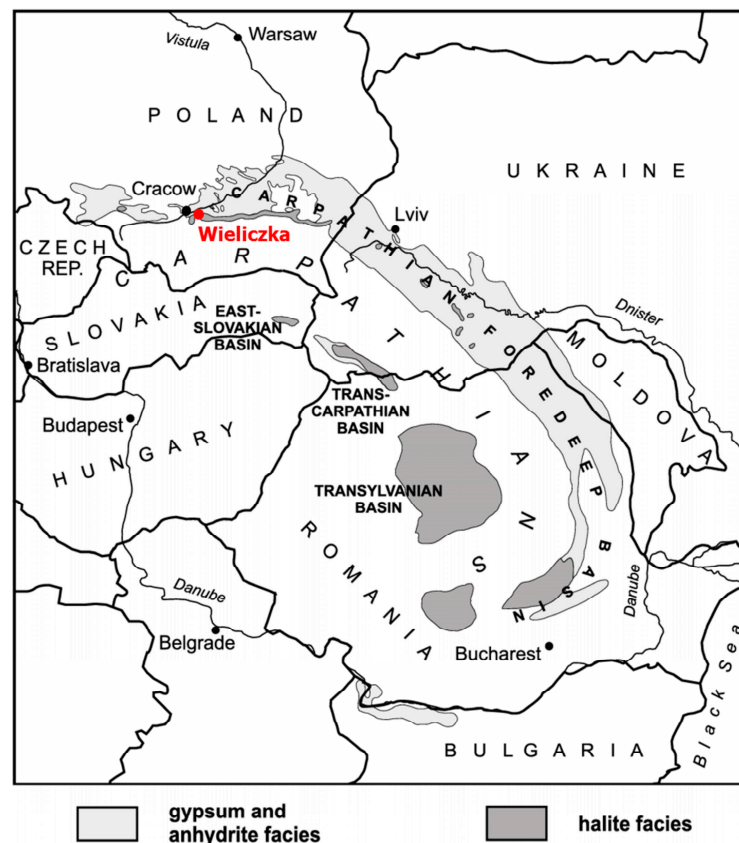 Warsaw
Vistula
POLAND
UKRAINE
Cracow
Lviv
Wieliczka
CARPATHIAN FOREDEEP BASIN
CZECH
REP.
CARPATHIANS
SLOVAKIA
EAST-
SLOVAKIAN
BASIN
Dnister
MOLDOVA
Bratislava
TRANS-
CARPATHIAN
BASIN
Budapest
HUNGARY
TRANSYLVANIAN
BASIN
ROMANIA
Danube
Danube
Belgrade
Bucharest
Black Sea
BULGARIA
gypsum and
anhydrite facies
halite facies